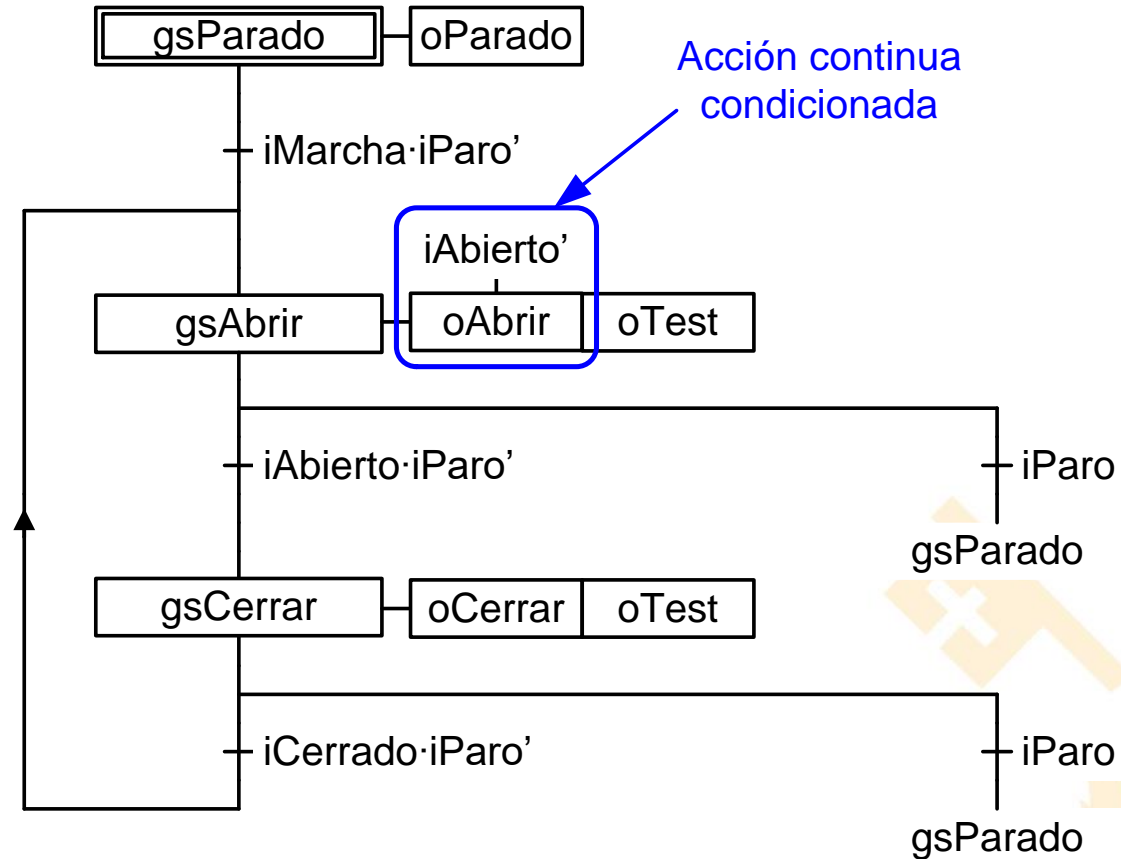 gsParado
oParado
Acción continua
condicionada
iMarcha·iParo’
iAbierto’
gsAbrir
oAbrir
oTest
iAbierto·iParo’
iParo
gsParado
gsCerrar
oCerrar
oTest
iCerrado·iParo’
iParo
gsParado